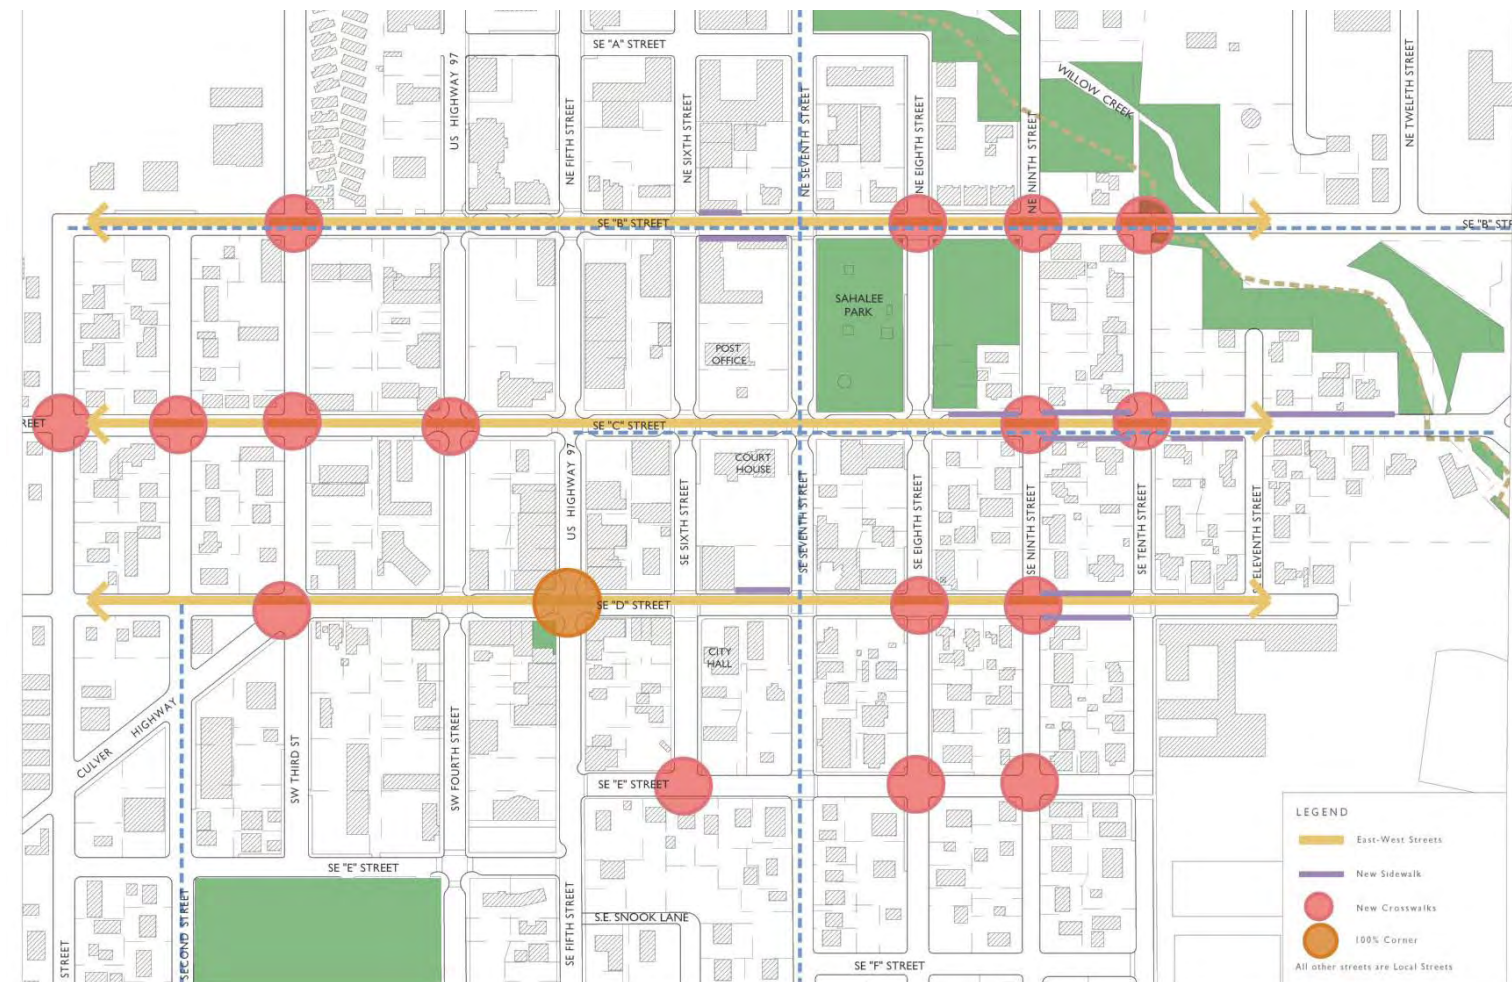 SE "A" STREET
US HIGHWAY 97
NE FIFTH STREET
NE SIXTH STREET
NE SEVENTH STREET
NE EIGHTH STREET
NE NINTH STREET
WILLOW CREEK
NE TWELFTH STREET
SE "B" STREET
SE "B" STR
SAHALEE
PARK
POST
OFFICE
REET
SE "C" STREET
US HIGHWAY 97
COURT
HOUSE
SE SIXTH STREET
SE SEVENTH STREET
SE EIGHTH STREET
SE NINTH STREET
SE TENTH STREET
ELEVENTH STREET
SE "D" STREET
CITY
HALL
CULVER HIGHWAY
SW THIRD ST
SW FOURTH STREET
SE "E" STREET
SE "E" STREET
STREET
SECOND STREET
SE FIFTH STREET
S.E. SNOOK LANE
SE "F" STREET
LEGEND
East-West Streets
New Sidewalk
New Crosswalks
100% Corner
All other streets are Local Streets